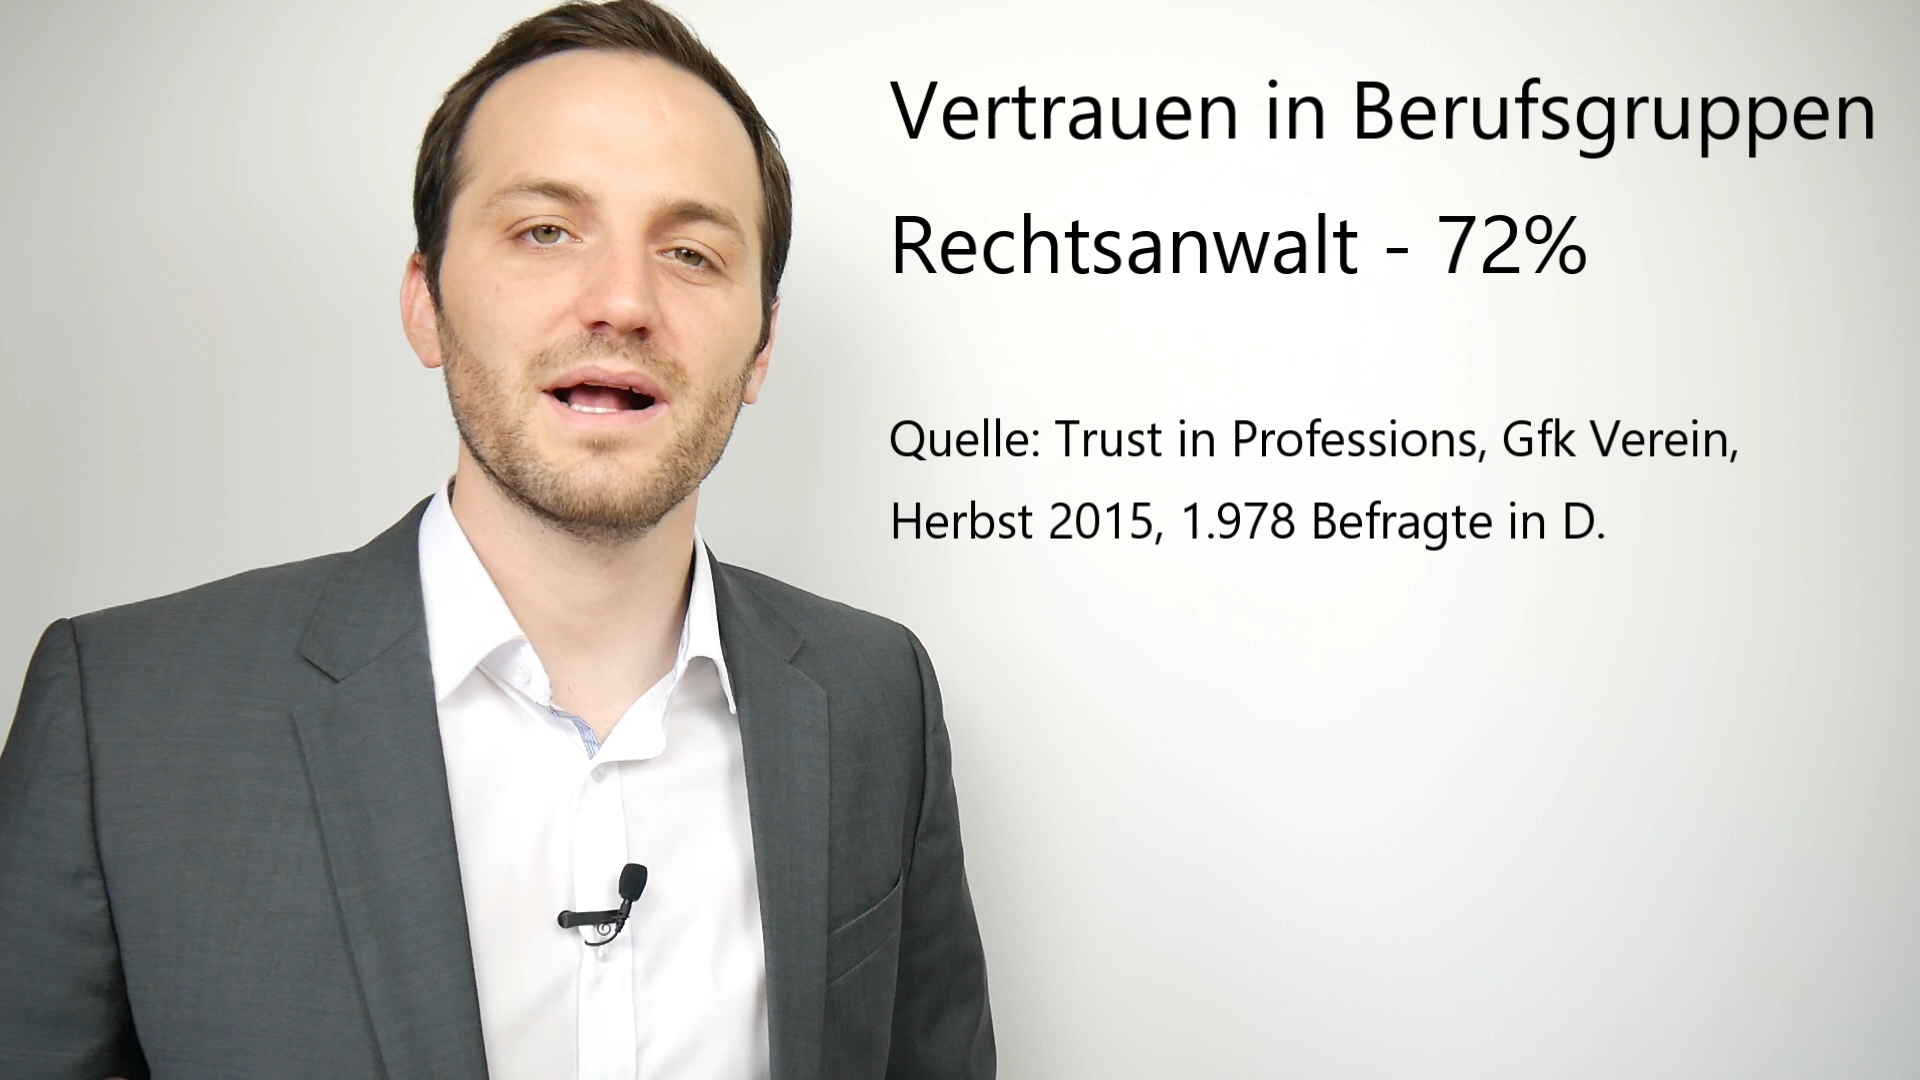 Vertrauen in Berufsgruppen
Rechtsanwalt - 72%
Quelle: Trust in Professions, Gfk Verein,
Herbst 2015, 1.978 Befragte in D.